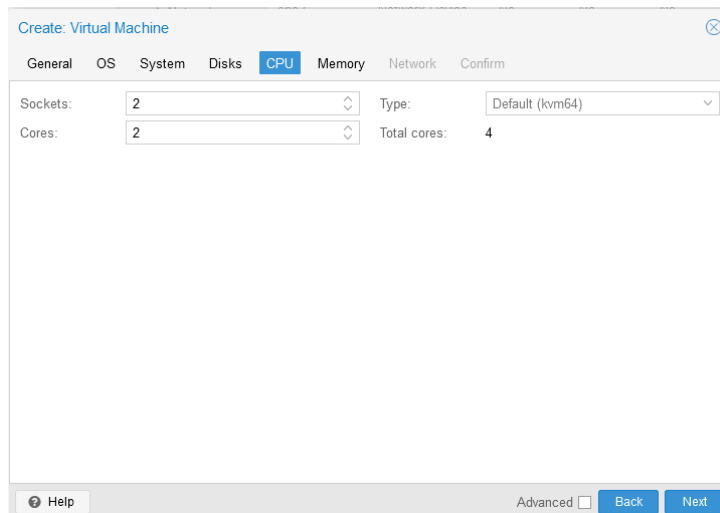 Create: Virtual Machine
General OS System Disks CPU Memory Network Confirm
Sockets: 2 Type: Default (kvm64)
Cores: 2 Total cores: 4
Help Advanced Back Next